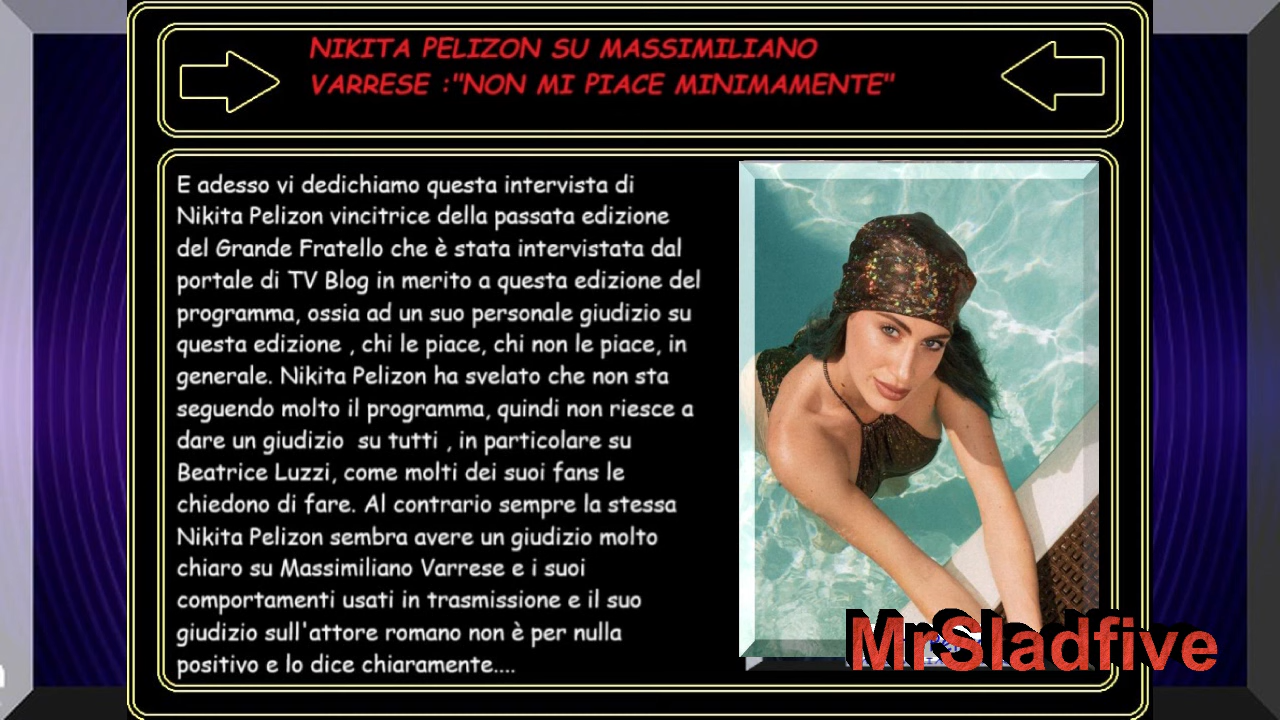 NIKITA PELIZON SU MASSIMILIANO
VARRESE :"NON MI PIACE MINIMAMENTE"
E adesso vi dedichiamo questa intervista di
Nikita Pelizon vincitrice della passata edizione
del Grande Fratello che è stata intervistata dal
portale di TV Blog in merito a questa edizione del
programma, ossia ad un suo personale giudizio su
questa edizione , chi le piace, chi non le piace, in
generale. Nikita Pelizon ha svelato che non sta
seguendo molto il programma, quindi non riesce a
dare un giudizio  su tutti , in particolare su
Beatrice Luzzi, come molti dei suoi fans le
chiedono di fare. Al contrario sempre la stessa
Nikita Pelizon sembra avere un giudizio molto
chiaro su Massimiliano Varrese e i suoi
comportamenti usati in trasmissione e il suo
giudizio sull'attore romano non è per nulla
positivo e lo dice chiaramente....
MrSladfive